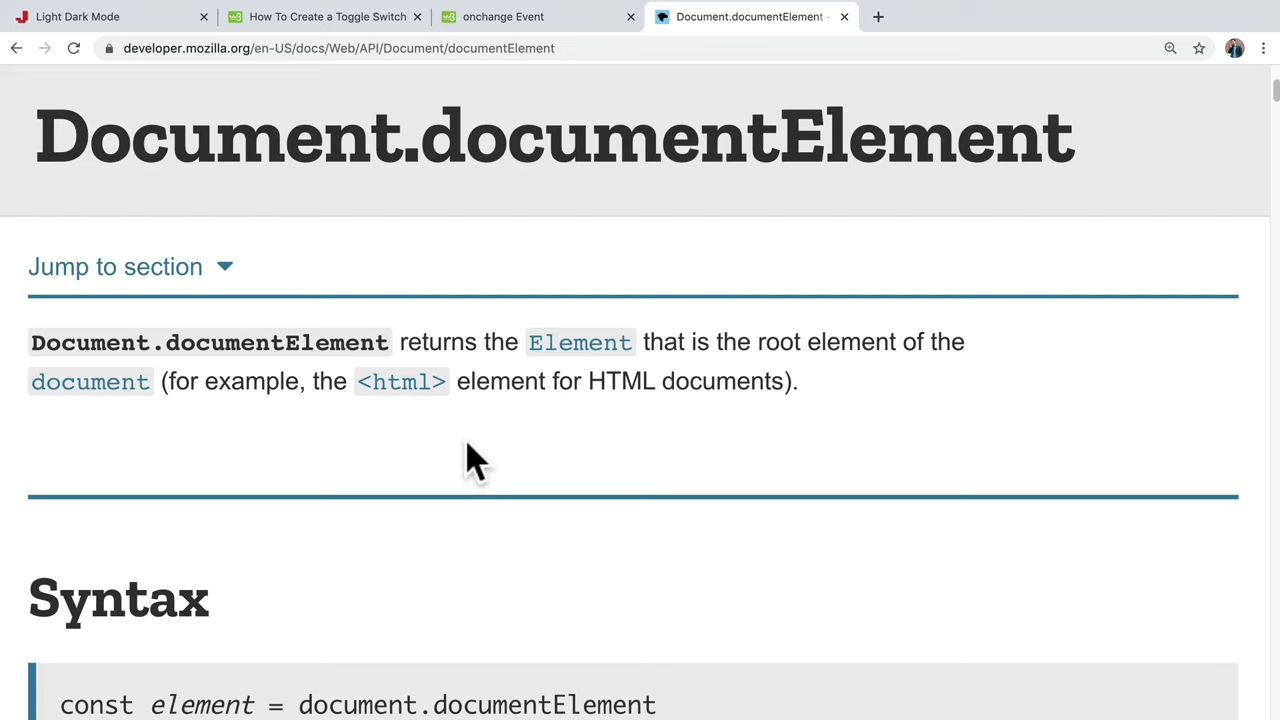 Light Dark Mode
How To Create a Toggle Switch
onchange Event
Document.documentElement -
developer.mozilla.org/en-US/docs/Web/API/Document/documentElement
Document.documentElement
Jump to section
Document.documentElement returns the Element that is the root element of the
document (for example, the <html> element for HTML documents).
Syntax
const element = document.documentElement